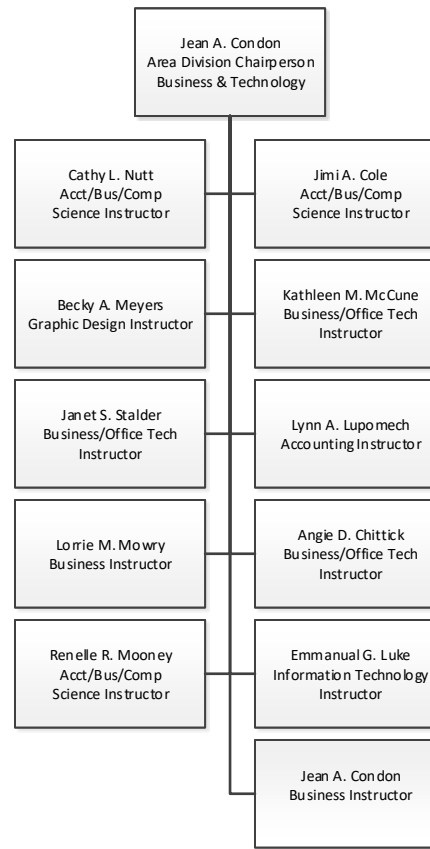 Jean A. Condon
Area Division Chairperson
Business & Technology
Cathy L. Nutt
Acct/Bus/Comp
Science Instructor
Jimi A. Cole
Acct/Bus/Comp
Science Instructor
Becky A. Meyers
Graphic Design Instructor
Kathleen M. McCune
Business/Office Tech
Instructor
Janet S. Stalder
Business/Office Tech
Instructor
Lynn A. Lupomech
Accounting Instructor
Lorrie M. Mowry
Business Instructor
Angie D. Chittick
Business/Office Tech
Instructor
Renelle R. Mooney
Acct/Bus/Comp
Science Instructor
Emmanual G. Luke
Information Technology
Instructor
Jean A. Condon
Business Instructor